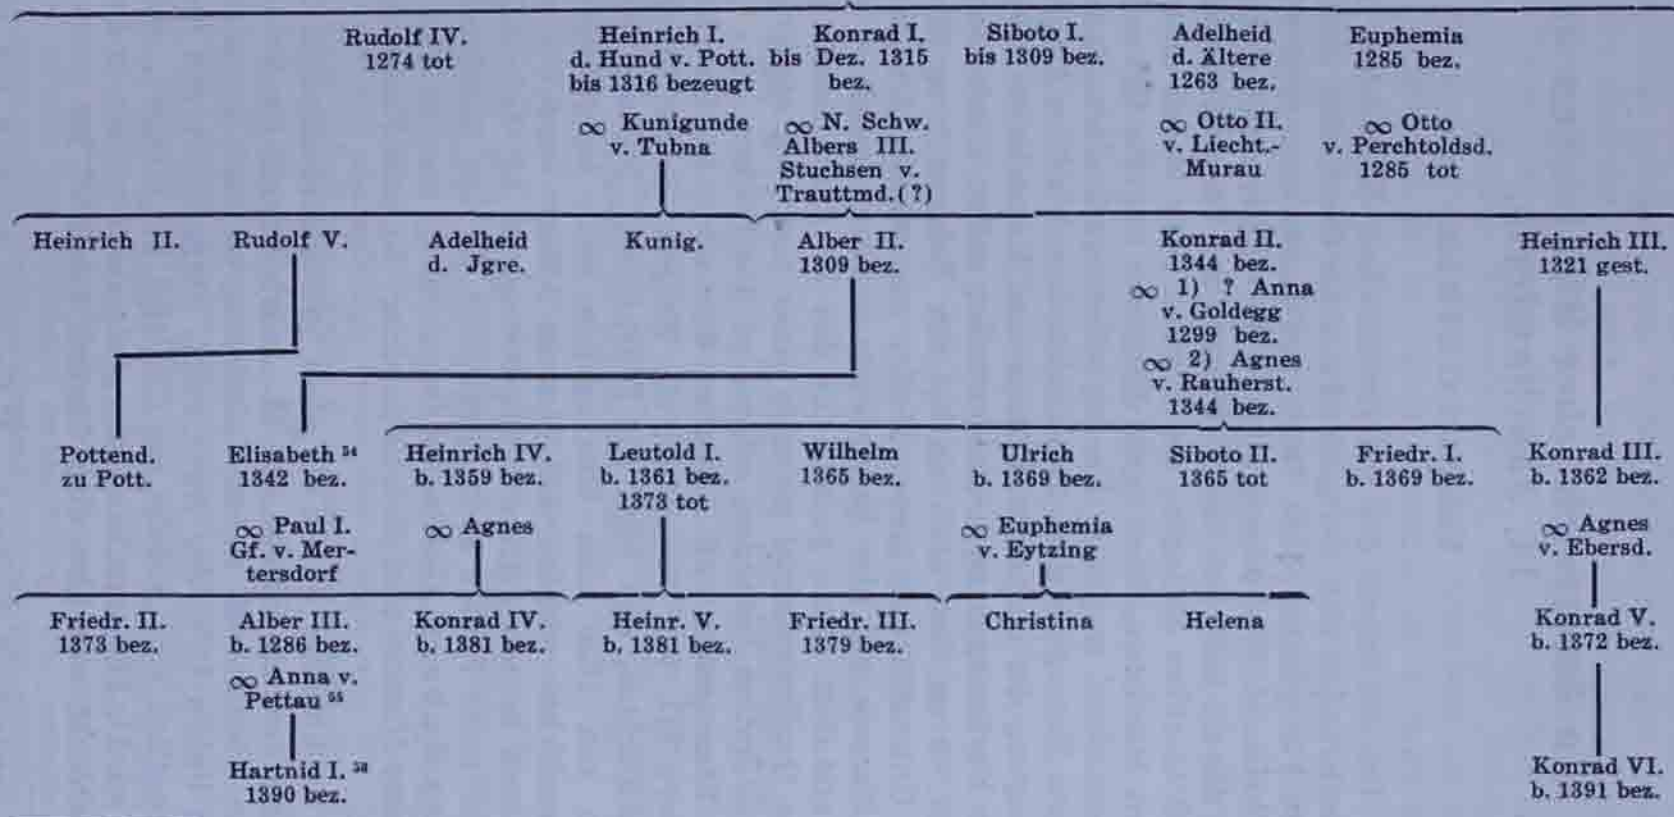 Rudolf IV.
1274 tot
Heinrich I.
d. Hund v. Pott.
bis 1316 bezeugt
∞ Kunigunde
v. Tubna
Konrad I.
bis Dez. 1315
bez.
∞ N. Schw.
Albers III.
Stuchsen v.
Trauttmd.(?)
Siboto I.
bis 1309 bez.
Adelheid
d. Ältere
1263 bez.
∞ Otto II.
v. Liecht.-
Murau
Euphemia
1285 bez.
∞ Otto
v. Perchtoldsd.
1285 tot
Heinrich II.
Rudolf V.
Adelheid
d. Jgre.
Kunig.
Alber II.
1309 bez.
Konrad II.
1344 bez.
∞ 1) ? Anna
v. Goldegg
1299 bez.
∞ 2) Agnes
v. Rauherst.
1344 bez.
Heinrich III.
1321 gest.
Pottend.
zu Pott.
Elisabeth 54
1342 bez.
∞ Paul I.
Gf. v. Mer-
tersdorf
Heinrich IV.
b. 1359 bez.
∞ Agnes
Leutold I.
b. 1361 bez.
1373 tot
Wilhelm
1365 bez.
Ulrich
b. 1369 bez.
∞ Euphemia
v. Eytzing
Siboto II.
1365 tot
Friedr. I.
b. 1369 bez.
Konrad III.
b. 1362 bez.
∞ Agnes
v. Ebersd.
Friedr. II.
1373 bez.
Alber III.
b. 1286 bez.
∞ Anna v.
Pettau 55
Konrad IV.
b. 1381 bez.
Heinr. V.
b. 1381 bez.
Friedr. III.
1379 bez.
Christina
Helena
Konrad V.
b. 1372 bez.
Hartnid I.
1390 bez.
Konrad VI.
b. 1391 bez.